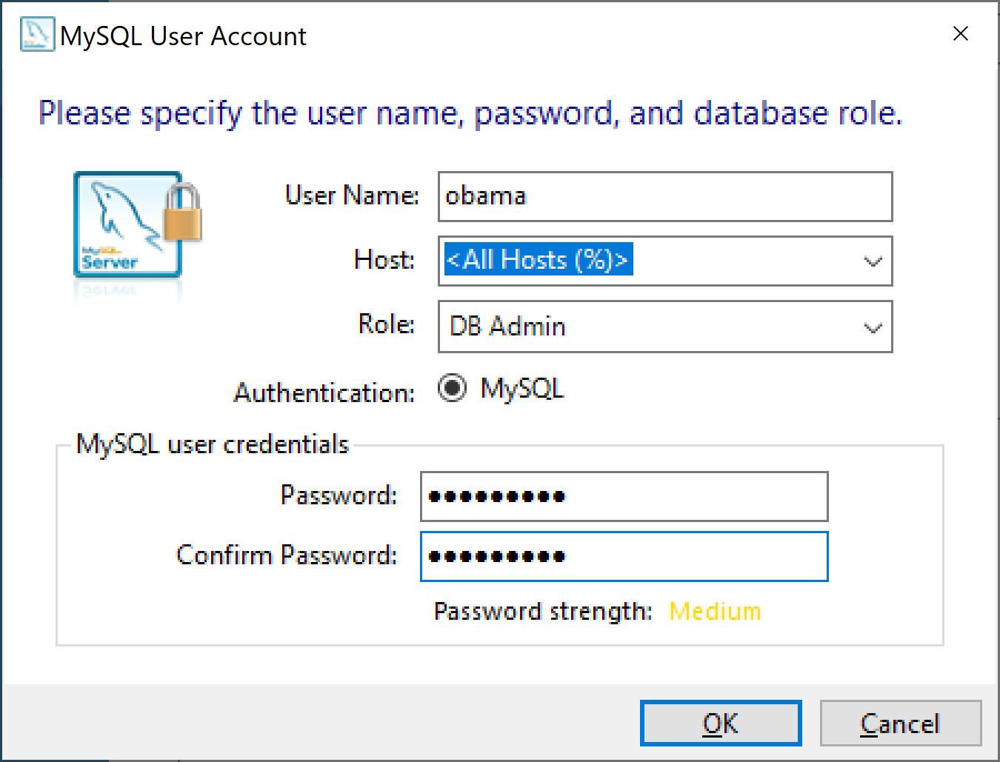 MySQL User Account
Please specify the user name, password, and database role.
User Name: obama
Host: <All Hosts (%)>
Role: DB Admin
Authentication: MySQL
MySQL
Server
MySQL user credentials
Password: ●●●●●●●●●
Confirm Password: ●●●●●●●●●
Password strength: Medium
OK Cancel